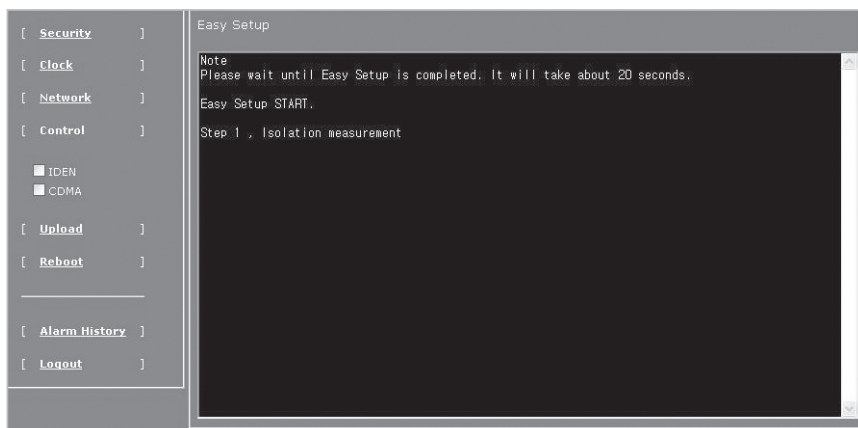 [ Security ]
[ Clock ]
[ Network ]
[ Control ]
IDEN
CDMA
[ Upload ]
[ Reboot ]
[ Alarm History ]
[ Logout ]
Easy Setup
Note
Please wait until Easy Setup is completed. It will take about 20 seconds.
Easy Setup START.
Step 1 , Isolation measurement